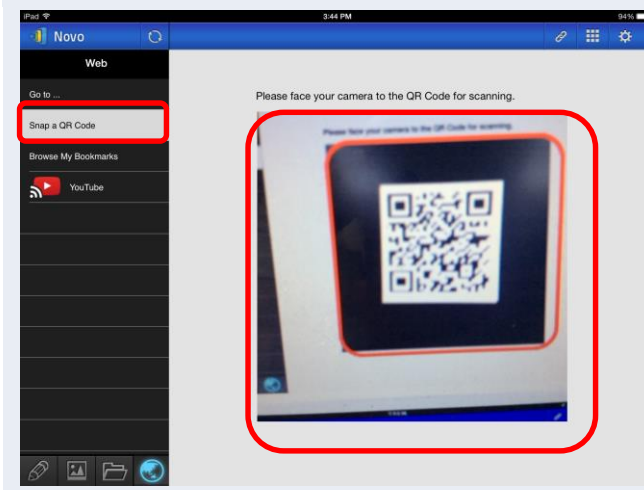 iPad
3:44 PM
94%
Novo
Web
Go to ...
Snap a QR Code
Browse My Bookmarks
YouTube
Please face your camera to the QR Code for scanning.
Please face your camera to the QR Code for scanning.